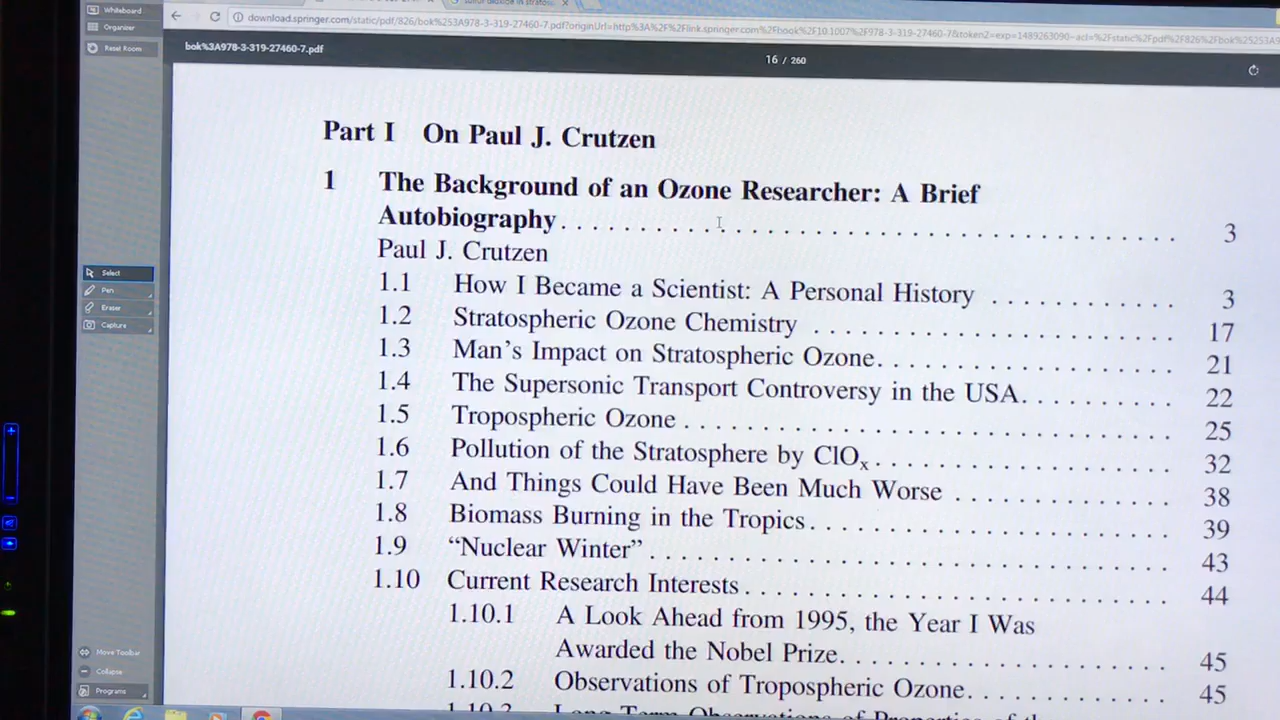 Whiteboard
Organizer
Reset Room
download.springer.com/static/pdf/826/bok%253A978-3-319-27460-7.pdf?originUrl=http%3A%2F%2Flink.springer.com%2Fbook%2F10.1007%2F978-3-319-27460-7&token2=exp=1489263090~acl=%2Fstatic%2Fpdf%2F826%2Fbok%253A
bok%3A978-3-319-27460-7.pdf
16 / 260
Part I On Paul J. Crutzen
1 The Background of an Ozone Researcher: A Brief
Autobiography . . . . . . . . . . . . . . . . . . . . . . . . . . . . . . . . . . . . . . . . 3
Paul J. Crutzen
1.1 How I Became a Scientist: A Personal History . . . . . . . . . . . . 3
1.2 Stratospheric Ozone Chemistry . . . . . . . . . . . . . . . . . . . . . . . . 17
1.3 Man's Impact on Stratospheric Ozone. . . . . . . . . . . . . . . . . . . . 21
1.4 The Supersonic Transport Controversy in the USA. . . . . . . . . . 22
1.5 Tropospheric Ozone . . . . . . . . . . . . . . . . . . . . . . . . . . . . . . . . 25
1.6 Pollution of the Stratosphere by ClOx . . . . . . . . . . . . . . . . . . . . 32
1.7 And Things Could Have Been Much Worse . . . . . . . . . . . . . . 38
1.8 Biomass Burning in the Tropics. . . . . . . . . . . . . . . . . . . . . . . . 39
1.9 “Nuclear Winter” . . . . . . . . . . . . . . . . . . . . . . . . . . . . . . . . . . . 43
1.10 Current Research Interests . . . . . . . . . . . . . . . . . . . . . . . . . . . . 44
1.10.1 A Look Ahead from 1995, the Year I Was
Awarded the Nobel Prize. . . . . . . . . . . . . . . . . . . . . . . 45
1.10.2 Observations of Tropospheric Ozone. . . . . . . . . . . . . . 45
Select
Pen
Eraser
Capture
Move Toolbar
Collapse
Programs